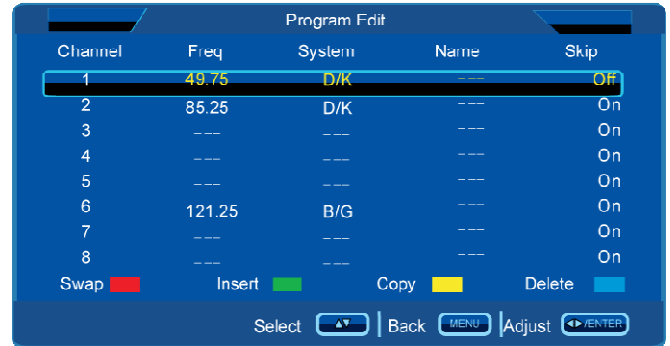 Program Edit
Channel Freq System Name Skip
1 49.75 D/K --- Off
2 85.25 D/K --- On
3 --- --- --- On
4 --- --- --- On
5 --- --- --- On
6 121.25 B/G --- On
7 --- --- --- On
8 --- --- --- On
Swap Insert Copy Delete
Select ▲▼ Back MENU Adjust ◀▶/ENTER